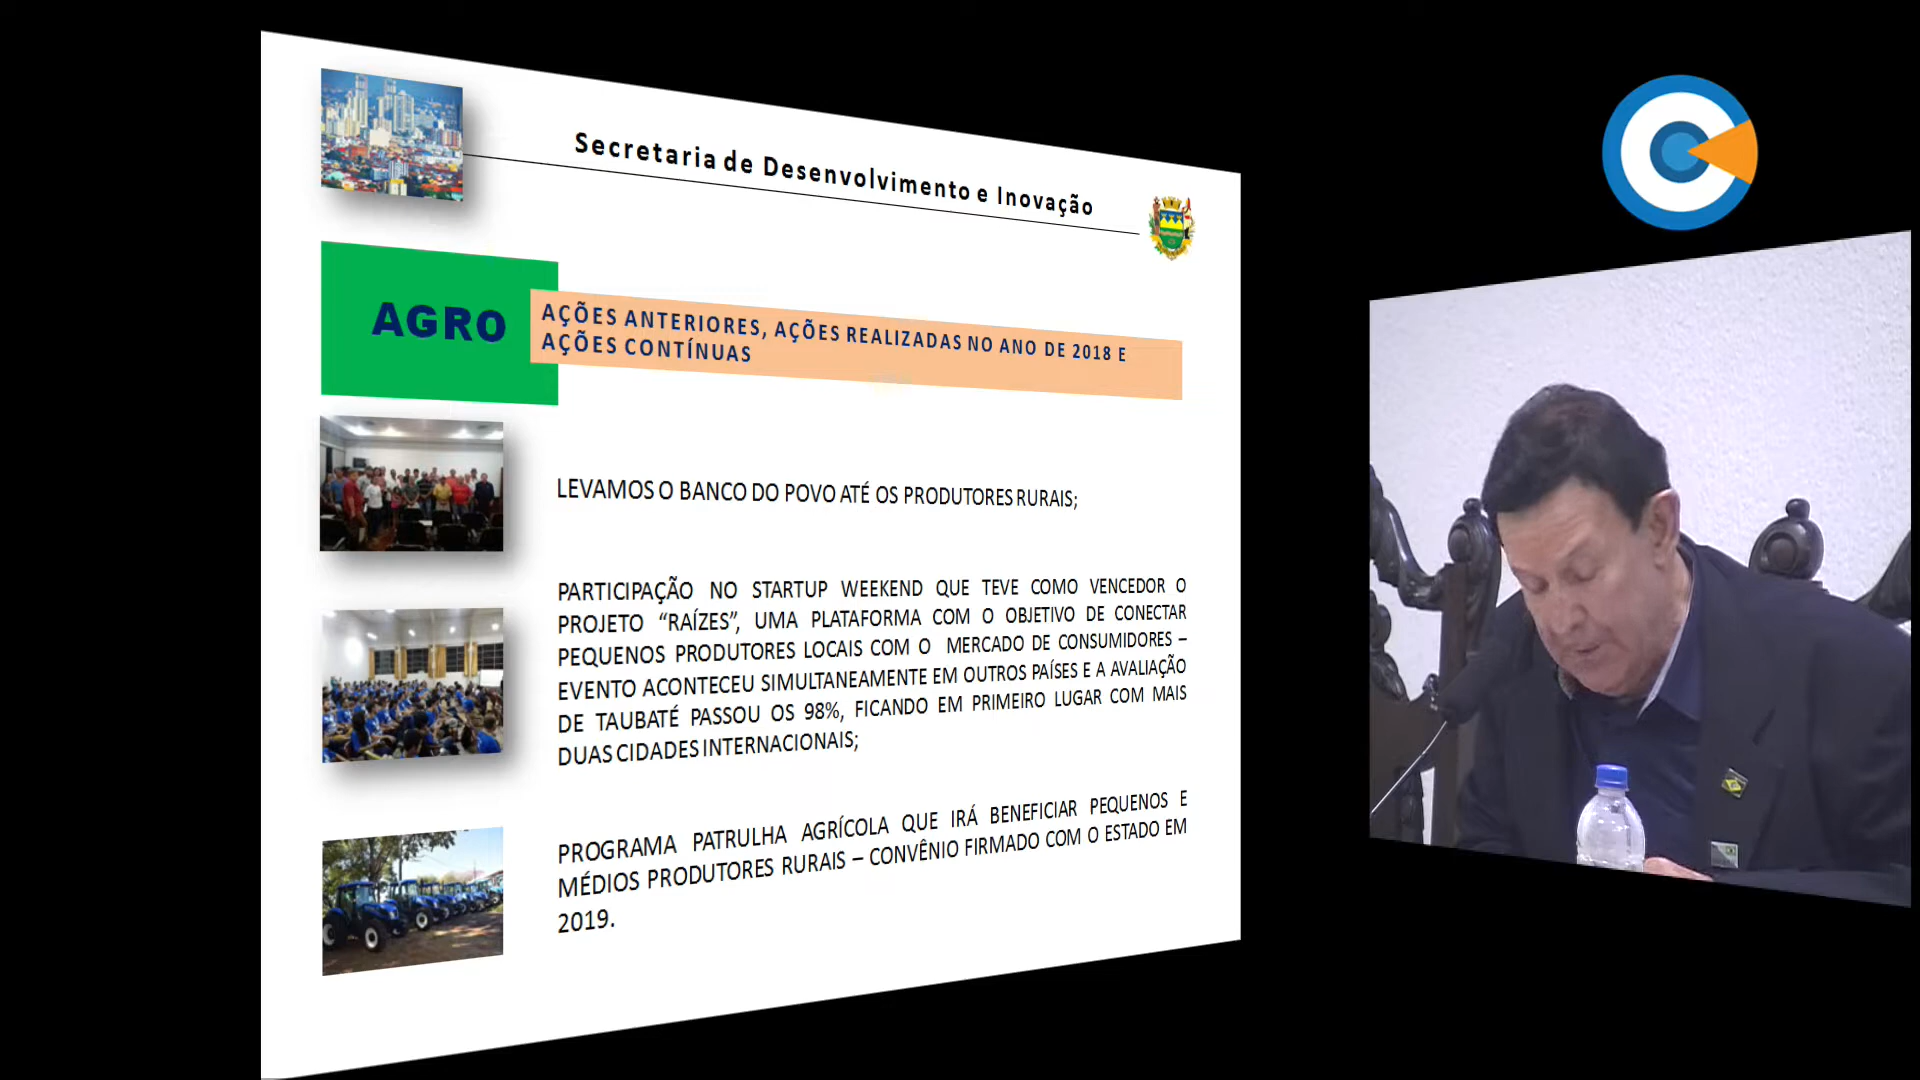 Secretaria de Desenvolvimento e Inovação
AGRO
AÇÕES ANTERIORES, AÇÕES REALIZADAS NO ANO DE 2018 E
AÇÕES CONTÍNUAS
LEVAMOS O BANCO DO POVO ATÉ OS PRODUTORES RURAIS;
PARTICIPAÇÃO NO STARTUP WEEKEND QUE TEVE COMO VENCEDOR O
PROJETO “RAÍZES”, UMA PLATAFORMA COM O OBJETIVO DE CONECTAR
PEQUENOS PRODUTORES LOCAIS COM O MERCADO DE CONSUMIDORES –
EVENTO ACONTECEU SIMULTANEAMENTE EM OUTROS PAÍSES E A AVALIAÇÃO
DE TAUBATÉ PASSOU OS 98%, FICANDO EM PRIMEIRO LUGAR COM MAIS
DUAS CIDADES INTERNACIONAIS;
PROGRAMA PATRULHA AGRÍCOLA QUE IRÁ BENEFICIAR PEQUENOS E
MÉDIOS PRODUTORES RURAIS – CONVÊNIO FIRMADO COM O ESTADO EM
2019.